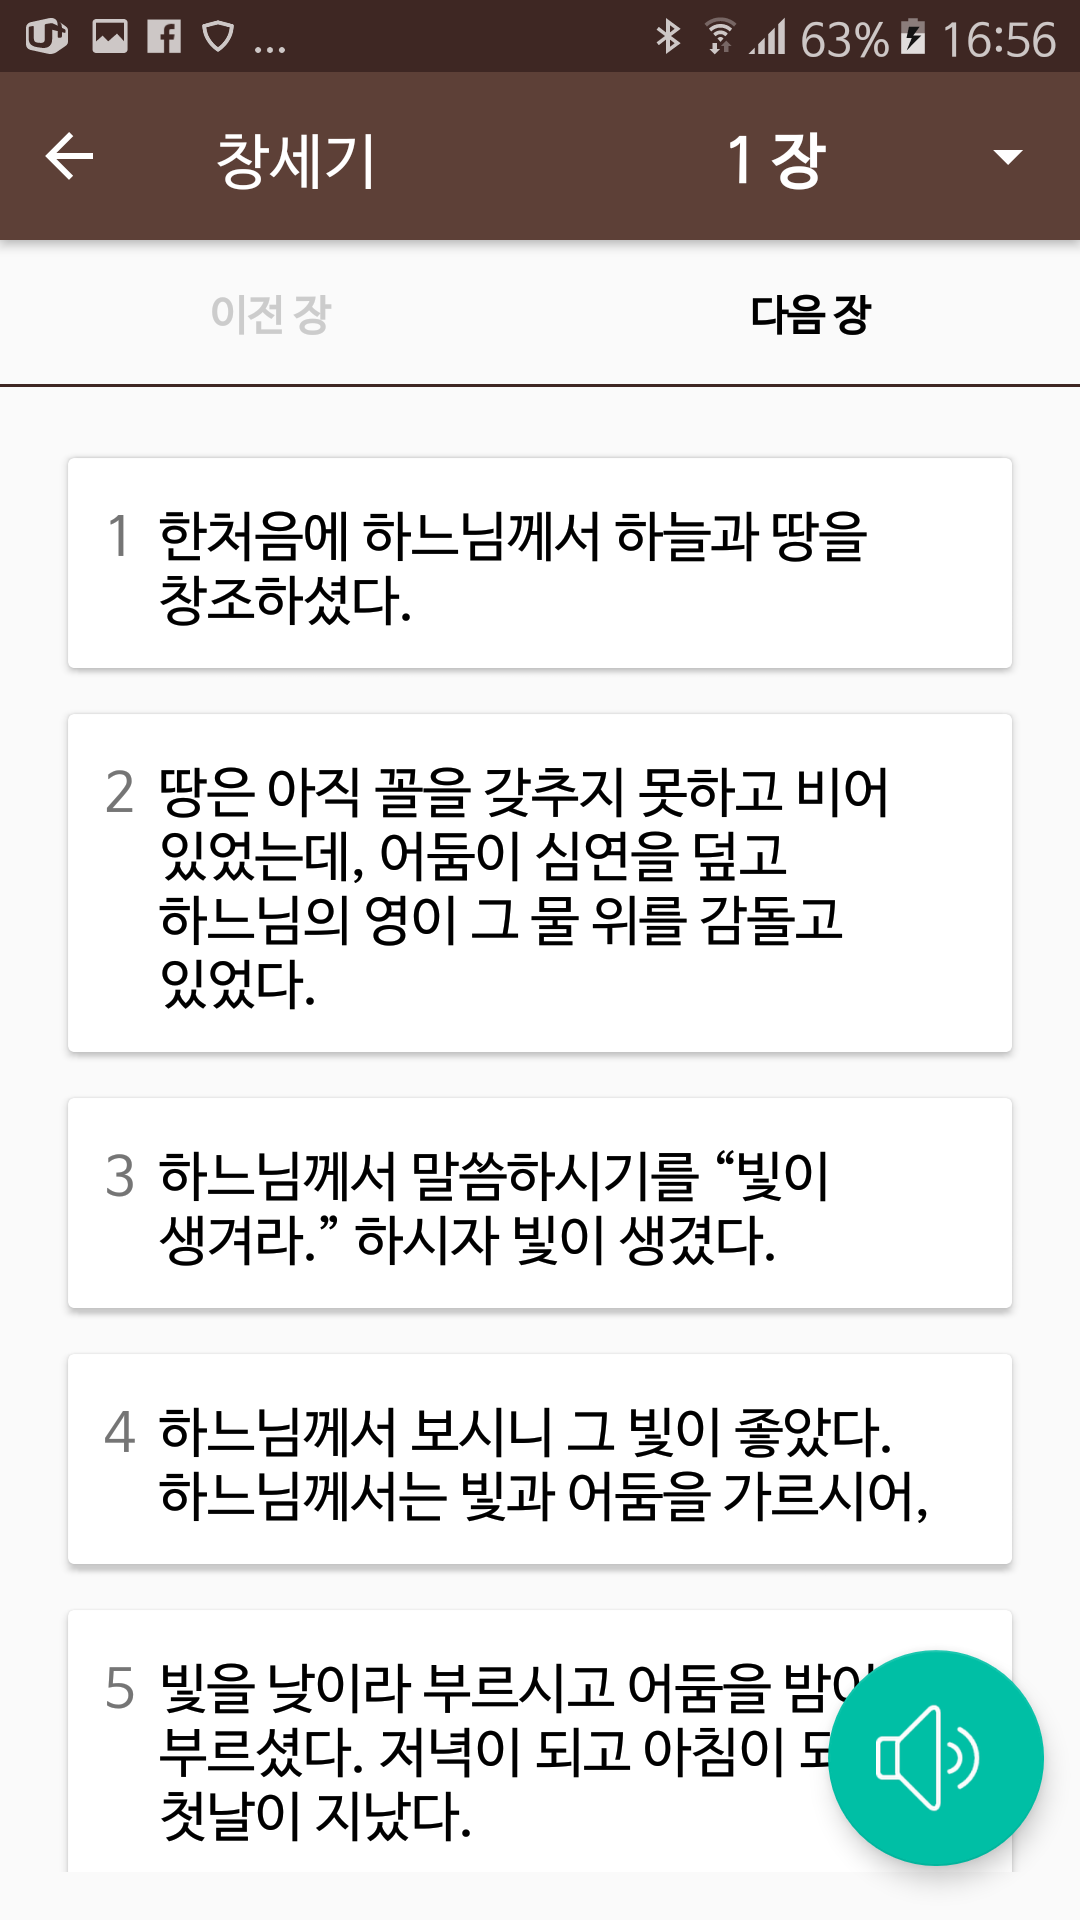 ... 63% 16:56
창세기 1 장
이전 장 다음 장
1 한처음에 하느님께서 하늘과 땅을
창조하셨다.
2 땅은 아직 꼴을 갖추지 못하고 비어
있었는데, 어둠이 심연을 덮고
하느님의 영이 그 물 위를 감돌고
있었다.
3 하느님께서 말씀하시기를 “빛이
생겨라.” 하시자 빛이 생겼다.
4 하느님께서 보시니 그 빛이 좋았다.
하느님께서는 빛과 어둠을 가르시어,
5 빛을 낮이라 부르시고 어둠을
부르셨다. 저녁이 되고 아침이
첫날이 지났다.